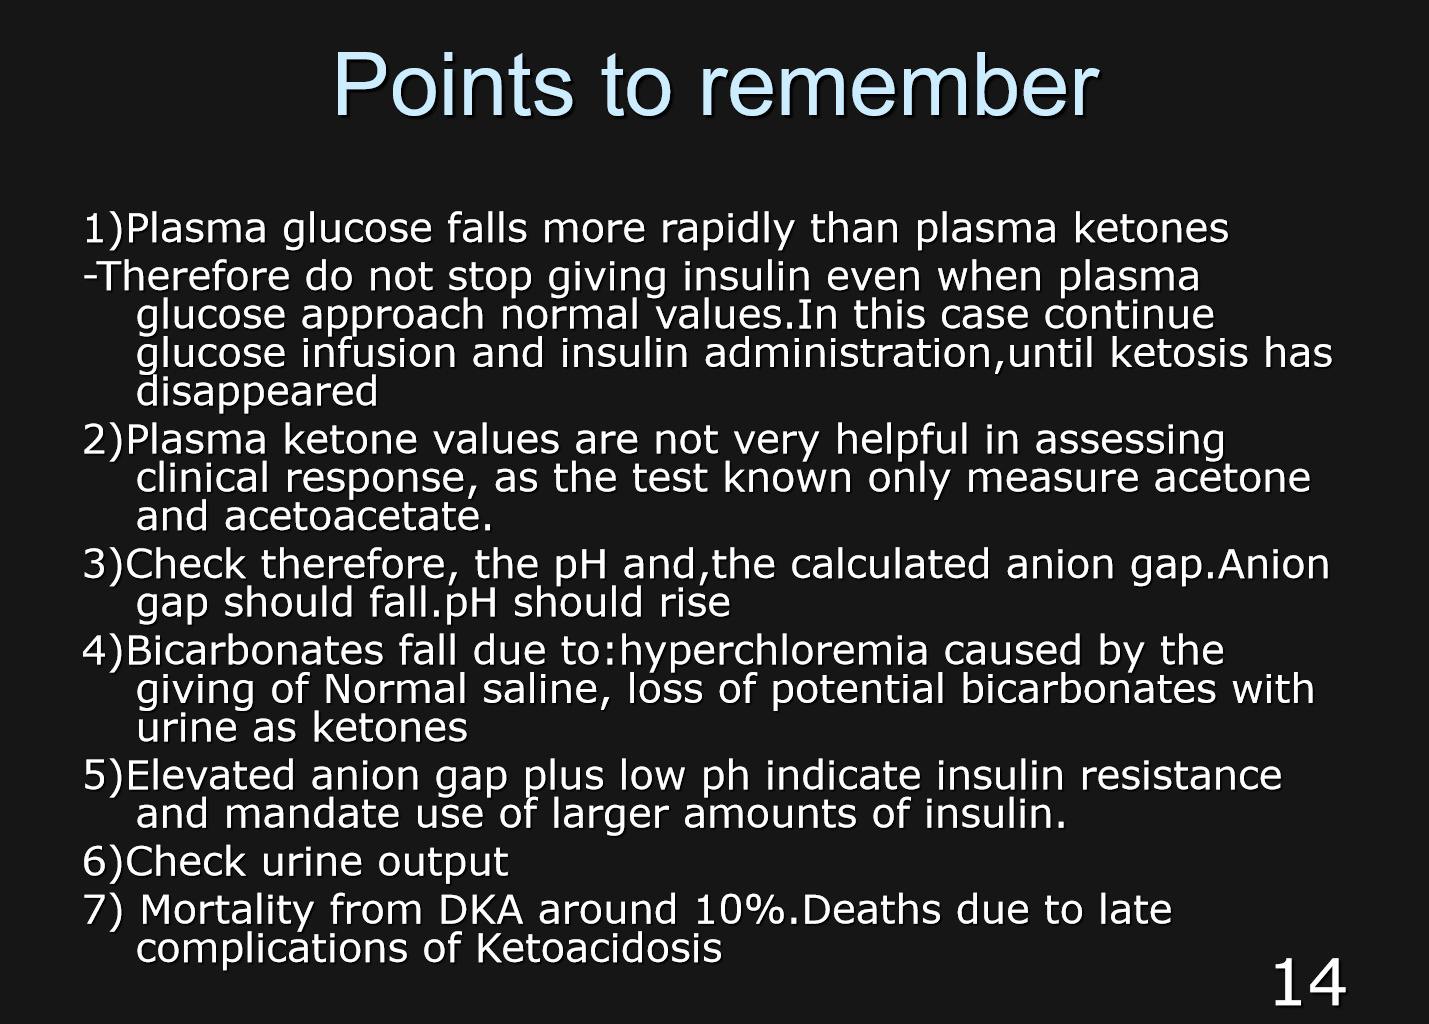 Points to remember
1)Plasma glucose falls more rapidly than plasma ketones
-Therefore do not stop giving insulin even when plasma
glucose approach normal values.In this case continue
glucose infusion and insulin administration,until ketosis has
disappeared
2)Plasma ketone values are not very helpful in assessing
clinical response, as the test known only measure acetone
and acetoacetate.
3)Check therefore, the pH and,the calculated anion gap.Anion
gap should fall.pH should rise
4)Bicarbonates fall due to:hyperchloremia caused by the
giving of Normal saline, loss of potential bicarbonates with
urine as ketones
5)Elevated anion gap plus low ph indicate insulin resistance
and mandate use of larger amounts of insulin.
6)Check urine output
7) Mortality from DKA around 10%.Deaths due to late
complications of Ketoacidosis
14